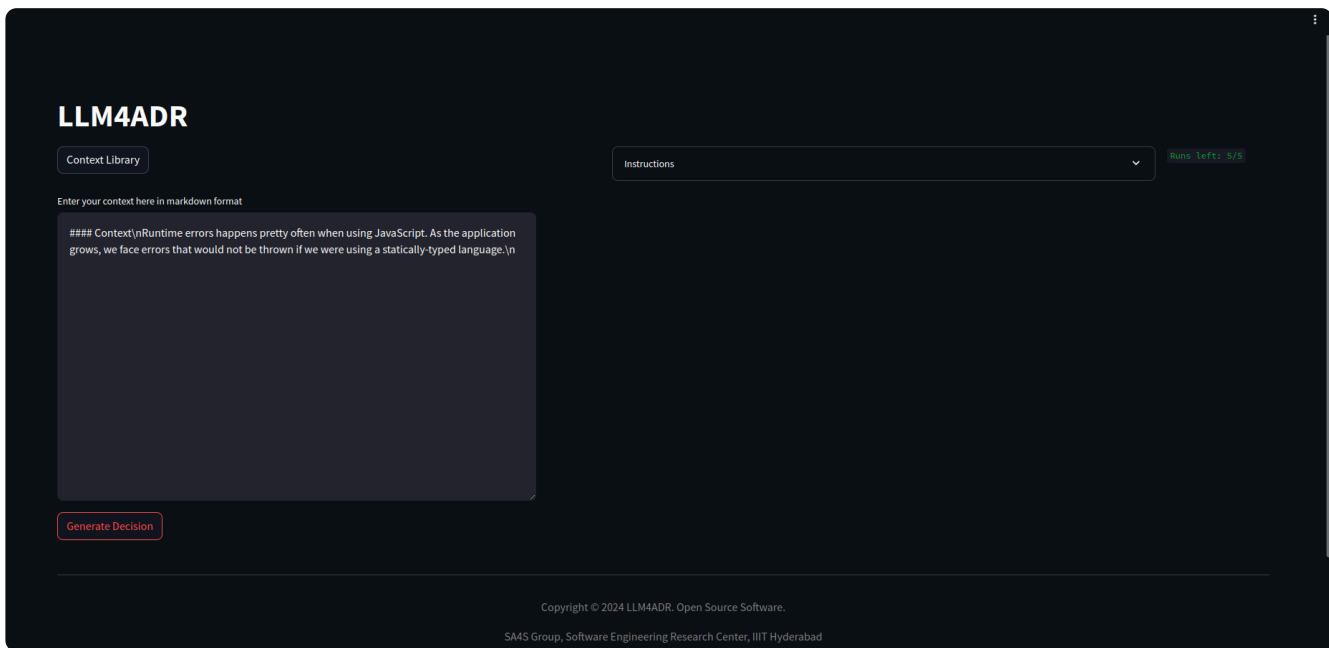 LLM4ADR
Context Library
Instructions
Runs left: 5/5
Enter your context here in markdown format
#### Context\nRuntime errors happens pretty often when using JavaScript. As the application
grows, we face errors that would not be thrown if we were using a statically-typed language.\n
Generate Decision
Copyright © 2024 LLM4ADR. Open Source Software.
SA4S Group, Software Engineering Research Center, IIIT Hyderabad